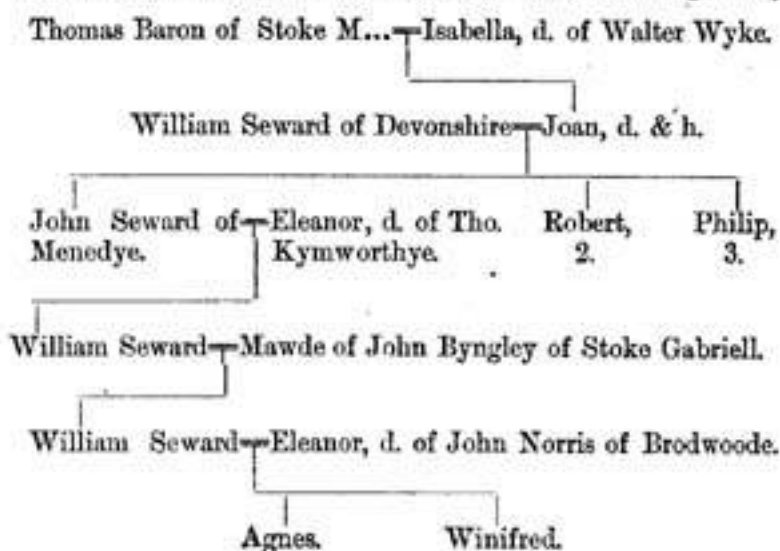 Thomas Baron of Stoke M... Isabella, d. of Walter Wyke.
William Seward of Devonshire Joan, d. & h.
John Seward of Eleanor, d. of Tho. Robert, Philip,
Menedye. Kymworthye. 2. 3.
William Seward Mawde of John Byngley of Stoke Gabriell.
William Seward Eleanor, d. of John Norris of Brodwoode.
Agnes. Winifred.